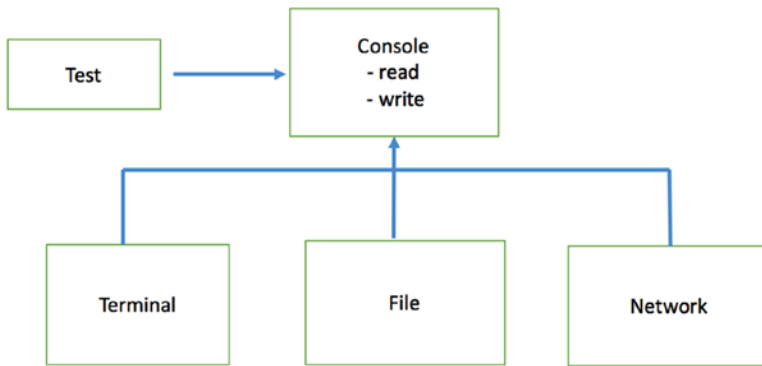 Test
Console
- read
- write
Terminal
File
Network